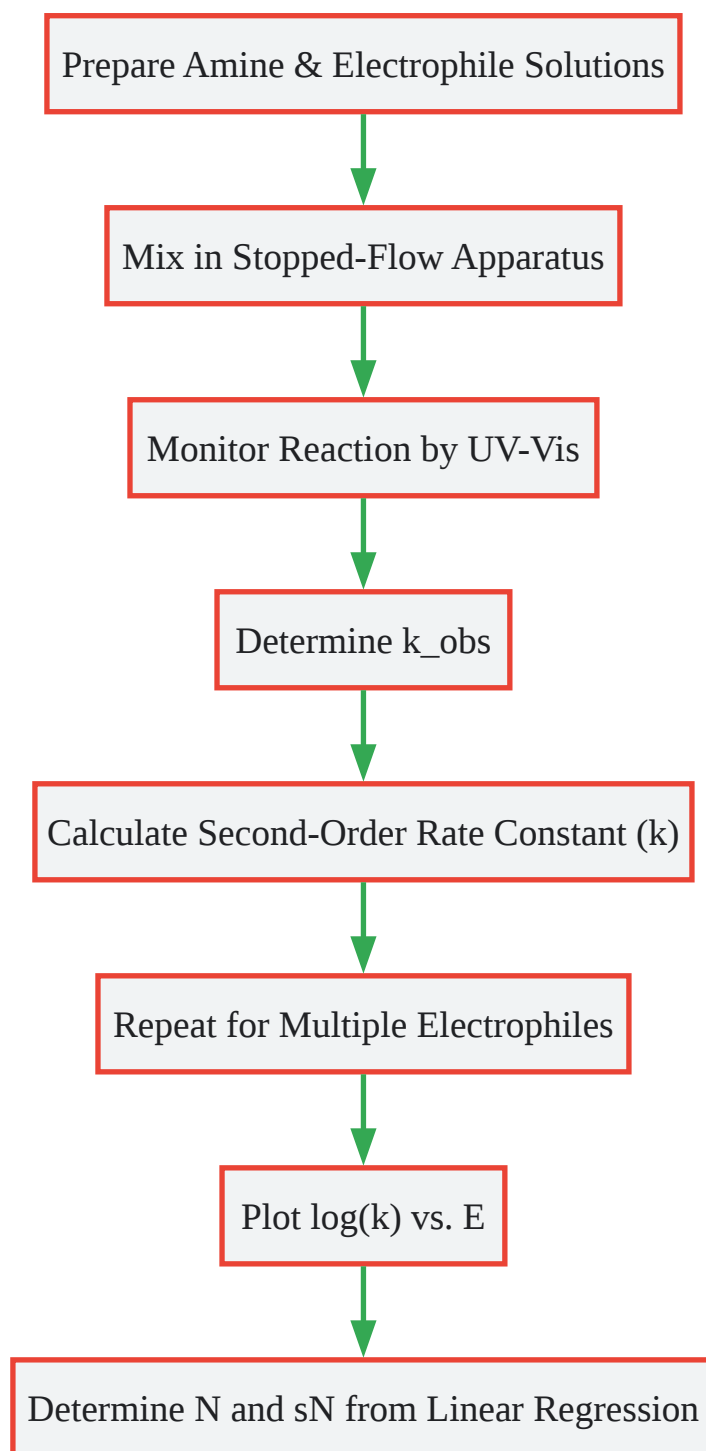 Prepare Amine & Electrophile Solutions
Mix in Stopped-Flow Apparatus
Monitor Reaction by UV-Vis
Determine k_obs
Calculate Second-Order Rate Constant (k)
Repeat for Multiple Electrophiles
Plot log(k) vs. E
Determine N and sN from Linear Regression